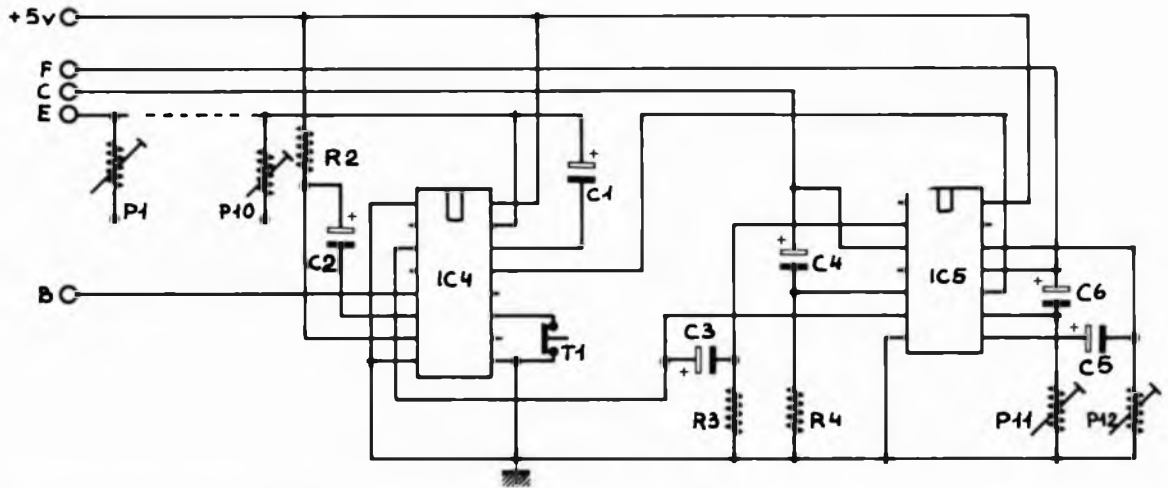 +5v
F
C
E
B
P1
P10
R2
C2
+
IC4
C1
+
T1
C3
+
R3
C4
+
R4
IC5
C6
+
C5
+
P11
P12